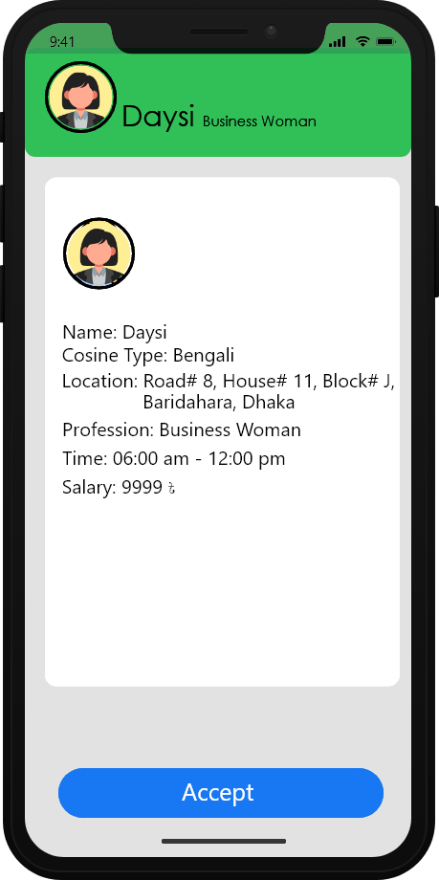 9:41
Daysi Business Woman
Name: Daysi
Cosine Type: Bengali
Location: Road# 8, House# 11, Block# J,
Baridahara, Dhaka
Profession: Business Woman
Time: 06:00 am - 12:00 pm
Salary: 9999 ৳
Accept